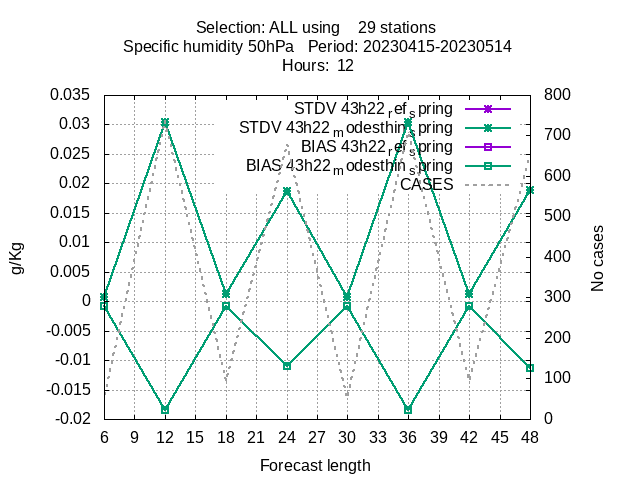 Selection: ALL using    29 stations
Specific humidity 50hPa   Period: 20230415-20230514
Hours:  12
STDV 43h22_ref_spring
STDV 43h22_modesthin_spring
BIAS 43h22_ref_spring
BIAS 43h22_modesthin_spring
CASES
0.035
0.03
0.025
0.02
0.015
0.01
0.005
0
-0.005
-0.01
-0.015
-0.02
g/Kg
800
700
600
500
400
300
200
100
0
No cases
6 9 12 15 18 21 24 27 30 33 36 39 42 45 48
Forecast length